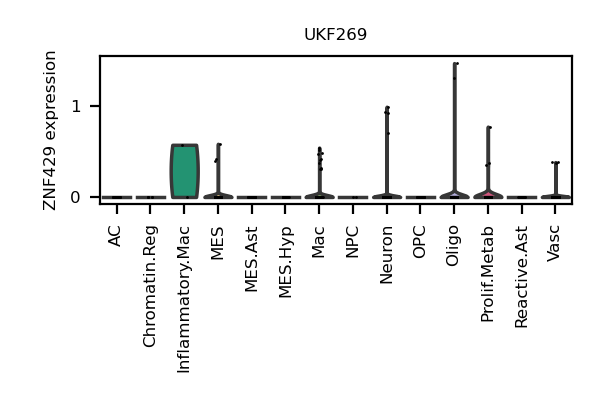 UKF269
ZNF429 expression
1
0
AC
Chromatin.Reg
Inflammatory.Mac
MES
MES.Ast
MES.Hyp
Mac
NPC
Neuron
OPC
Oligo
Prolif.Metab
Reactive.Ast
Vasc